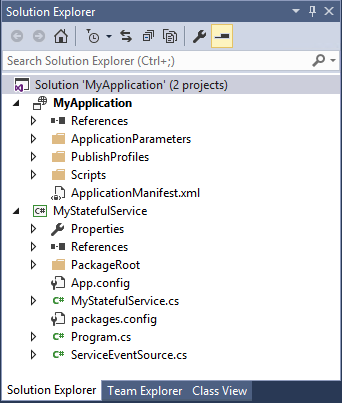 Solution Explorer
Search Solution Explorer (Ctrl+;)
Solution 'MyApplication' (2 projects)
MyApplication
References
ApplicationParameters
PublishProfiles
Scripts
ApplicationManifest.xml
C# MyStatefulService
Properties
References
PackageRoot
App.config
C# MyStatefulService.cs
packages.config
C# Program.cs
C# ServiceEventSource.cs
Solution Explorer Team Explorer Class View